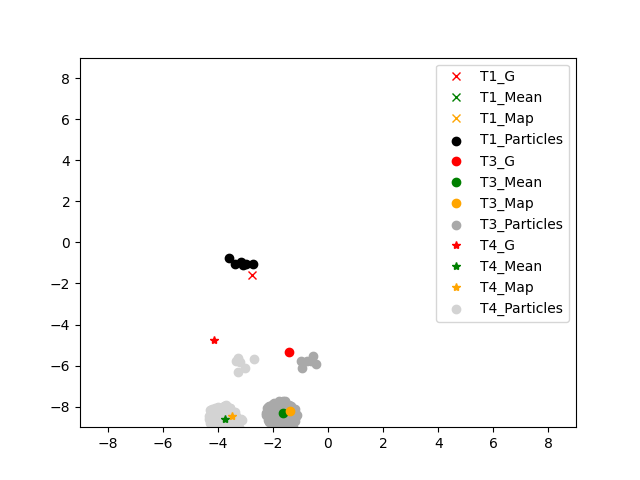 8
6
4
2
0
−2
−4
−6
−8
−8
−6
−4
−2
0
2
4
6
8
T1_G
T1_Mean
T1_Map
T1_Particles
T3_G
T3_Mean
T3_Map
T3_Particles
T4_G
T4_Mean
T4_Map
T4_Particles